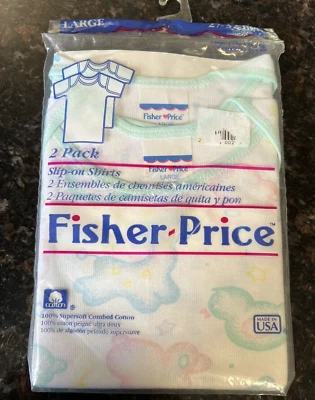 LARGE
Fisher-Price
Fisher-Price
LARGE
2 Pack
Slip-on Shirts
2 Ensembles de chemises américaines
2 Paquetes de camisetas de quita y pon
Fisher-Price™
COTTON
100% Supersoft Combed Cotton
100% coton peigné ultra doux
100% de algodón peinado supersuave
MADE IN
USA